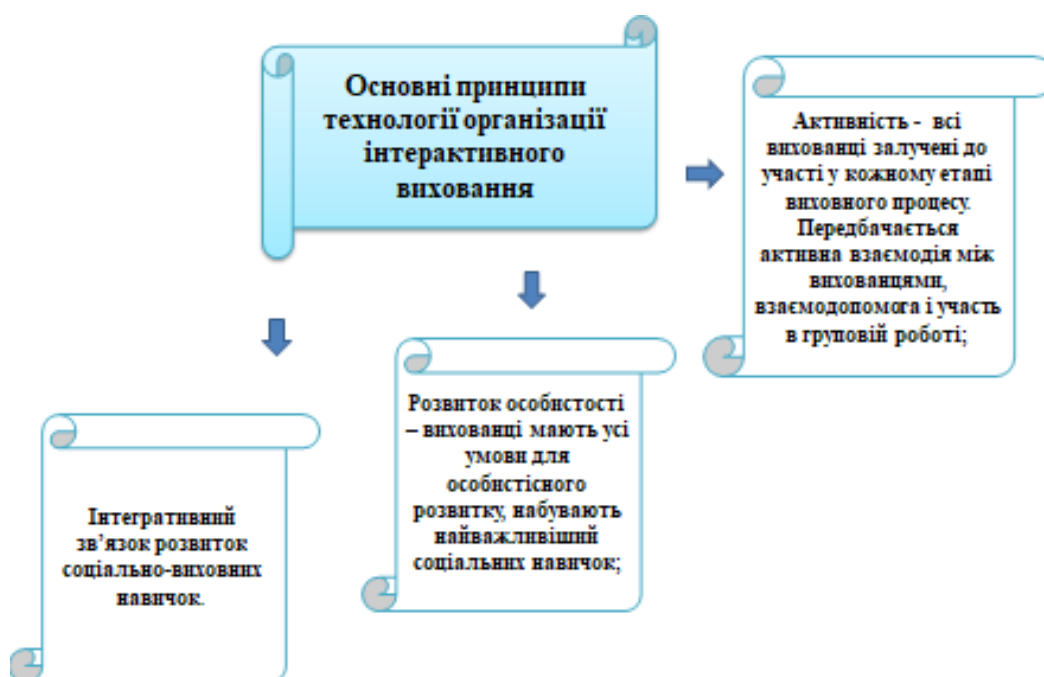 Основні принципи
технології організації
інтерактивного
виховання
Активність - всі
вихованці залучені до
участі у кожному етапі
виховного процесу.
Передбачається
активна взаємодія між
вихованцями,
взаємодопомога і участь
в груповій роботі;
Розвиток особистості
– вихованці мають усі
умови для
особистісного
розвитку, набувають
найважливіший
соціальних навичок;
Інтегративний
зв’язок розвиток
соціально-виховних
навичок.